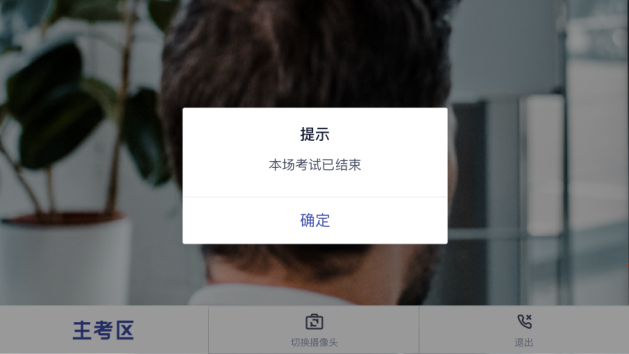 提示
本场考试已结束
确定
主考区
切换摄像头
退出